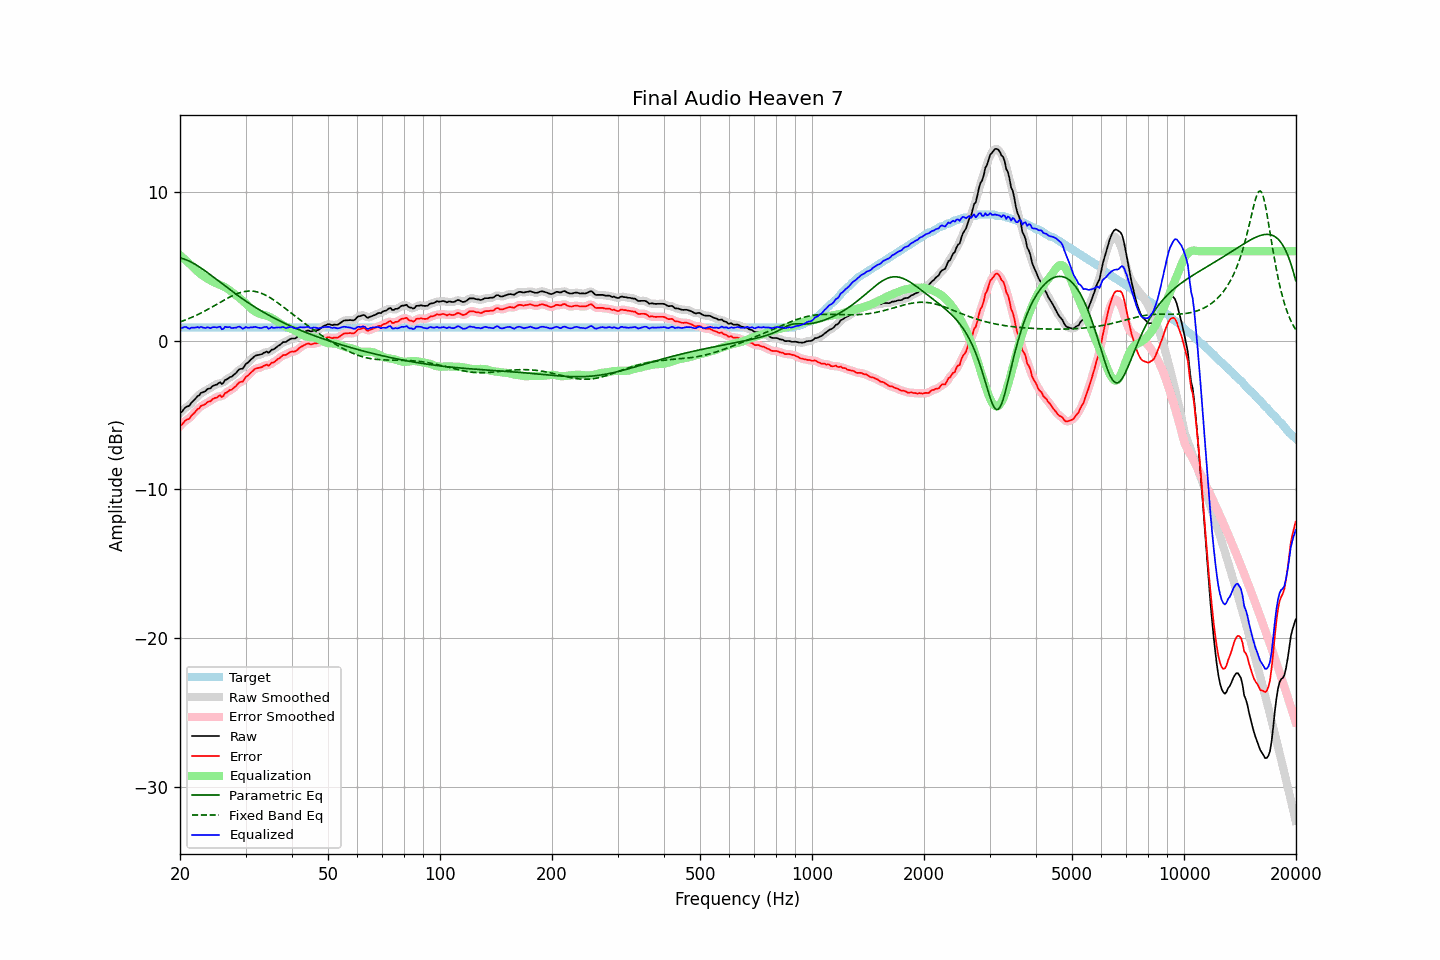 Final Audio Heaven 7
Amplitude (dBr)
10
0
−10
−20
−30
Target
Raw Smoothed
Error Smoothed
Raw
Error
Equalization
Parametric Eq
Fixed Band Eq
Equalized
20
50
100
200
500
1000
2000
5000
10000
20000
Frequency (Hz)